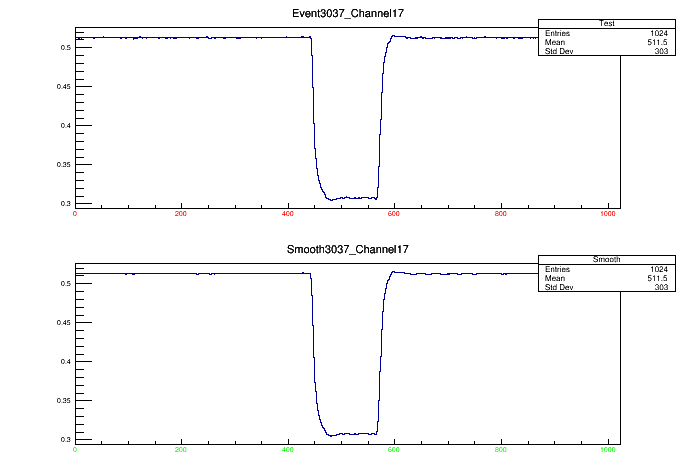 Event3037_Channel17
Test
Entries 1024
Mean 511.5
Std Dev 303
0.5
0.45
0.4
0.35
0.3
0 200 400 600 800 1000
Smooth3037_Channel17
Smooth
Entries 1024
Mean 511.5
Std Dev 303
0.5
0.45
0.4
0.35
0.3
0 200 400 600 800 1000